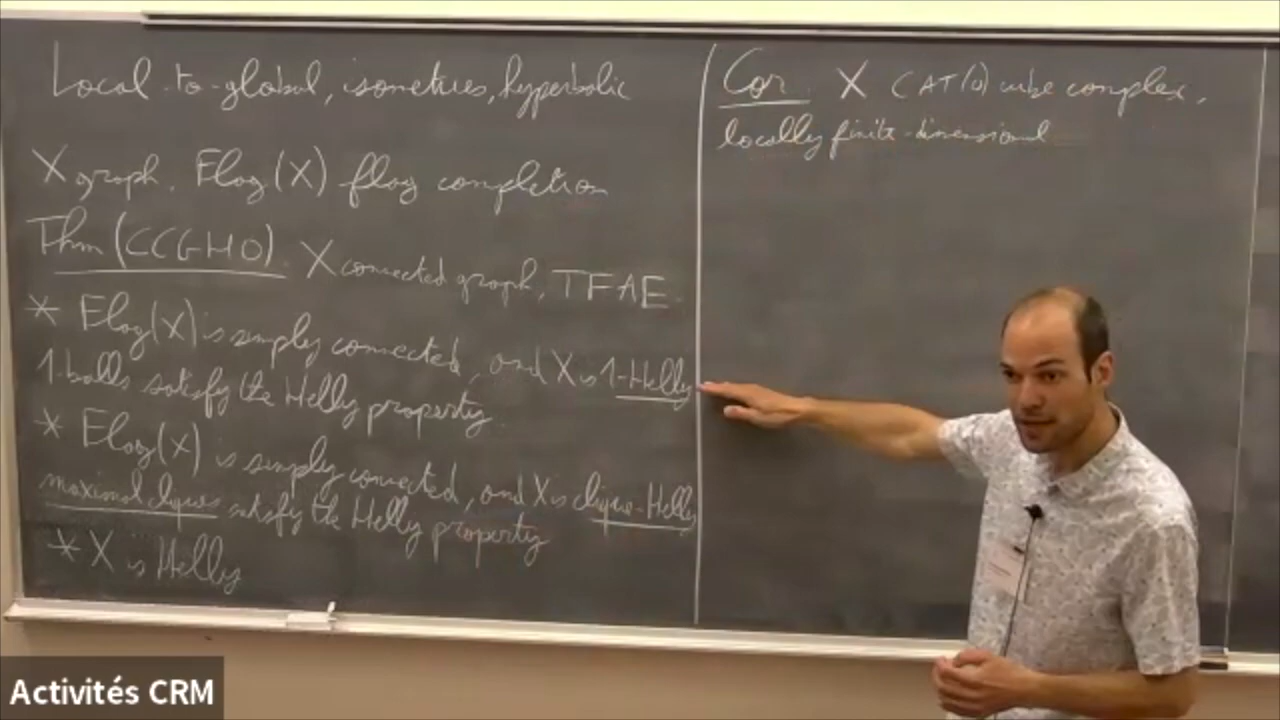 Local-to-global, isometries, hyperbolic
X graph. Flag(X) flag completion
Thm (CCGHO). X connected graph, TFAE
* Flag(X) is simply connected, and X is 1-Helly
1-balls satisfy the Helly property.
* Flag(X) is simply connected, and X is clique-Helly
maximal cliques satisfy the Helly property
* X is Helly
Cor. X CAT(0) cube complex,
locally finite-dimensional
Activités CRM